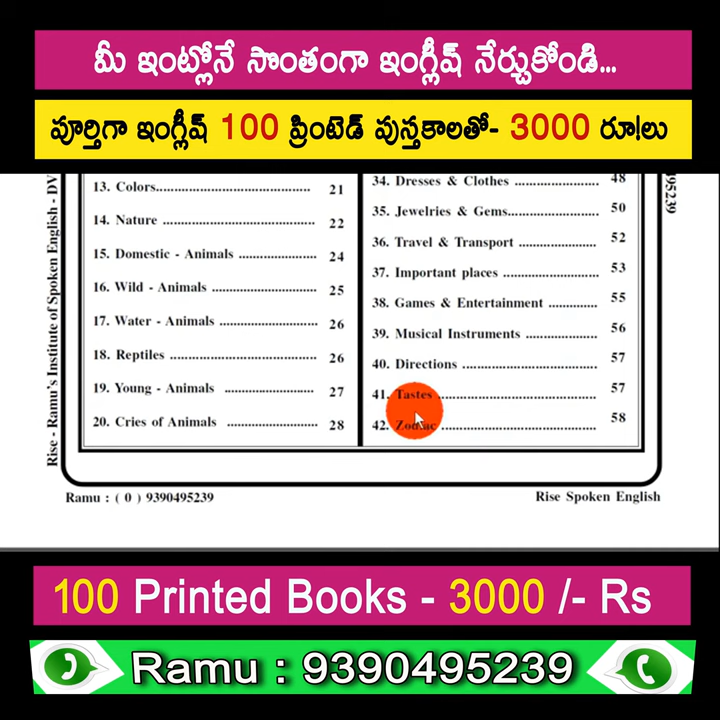 మీ ఇంట్లోనే సొంతంగా ఇంగ్లీష్ నేర్చుకోండి...
పూర్తిగా ఇంగ్లీష్ 100 ప్రింటెడ్ పుస్తకాలతో- 3000 రూ!లు
13. Colors.......................................... 21
14. Nature .......................................... 22
15. Domestic - Animals ........................ 24
16. Wild - Animals ............................. 25
17. Water - Animals ........................... 26
18. Reptiles ........................................ 26
19. Young - Animals ........................ 27
20. Cries of Animals ........................ 28
34. Dresses & Clothes ...................... 48
35. Jewelries & Gems........................ 50
36. Travel & Transport ..................... 52
37. Important places ......................... 53
38. Games & Entertainment ............. 55
39. Musical Instruments ................... 56
40. Directions .................................... 57
41. Tastes .......................................... 57
42. Zodiac .......................................... 58
Rise - Ramu's Institute of Spoken English - DV
95239
Ramu : ( 0 ) 9390495239
Rise Spoken English
100 Printed Books - 3000 /- Rs
Ramu : 9390495239